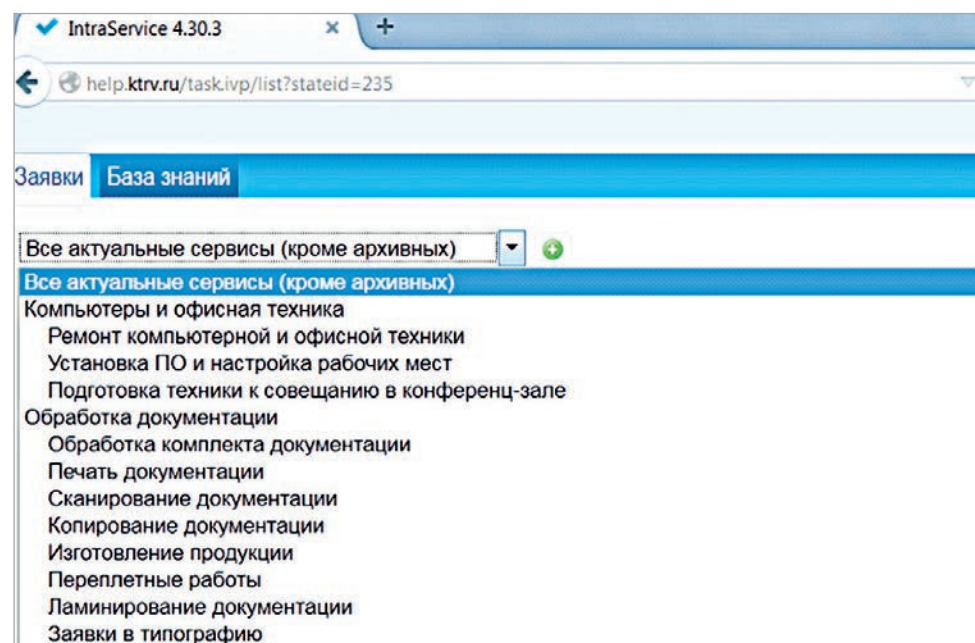 IntraService 4.30.3
help.ktrv.ru/task.ivp/list?stateid=235
Заявки База знаний
Все актуальные сервисы (кроме архивных)
Все актуальные сервисы (кроме архивных)
Компьютеры и офисная техника
Ремонт компьютерной и офисной техники
Установка ПО и настройка рабочих мест
Подготовка техники к совещанию в конференц-зале
Обработка документации
Обработка комплекта документации
Печать документации
Сканирование документации
Копирование документации
Изготовление продукции
Переплетные работы
Ламинирование документации
Заявки в типографию